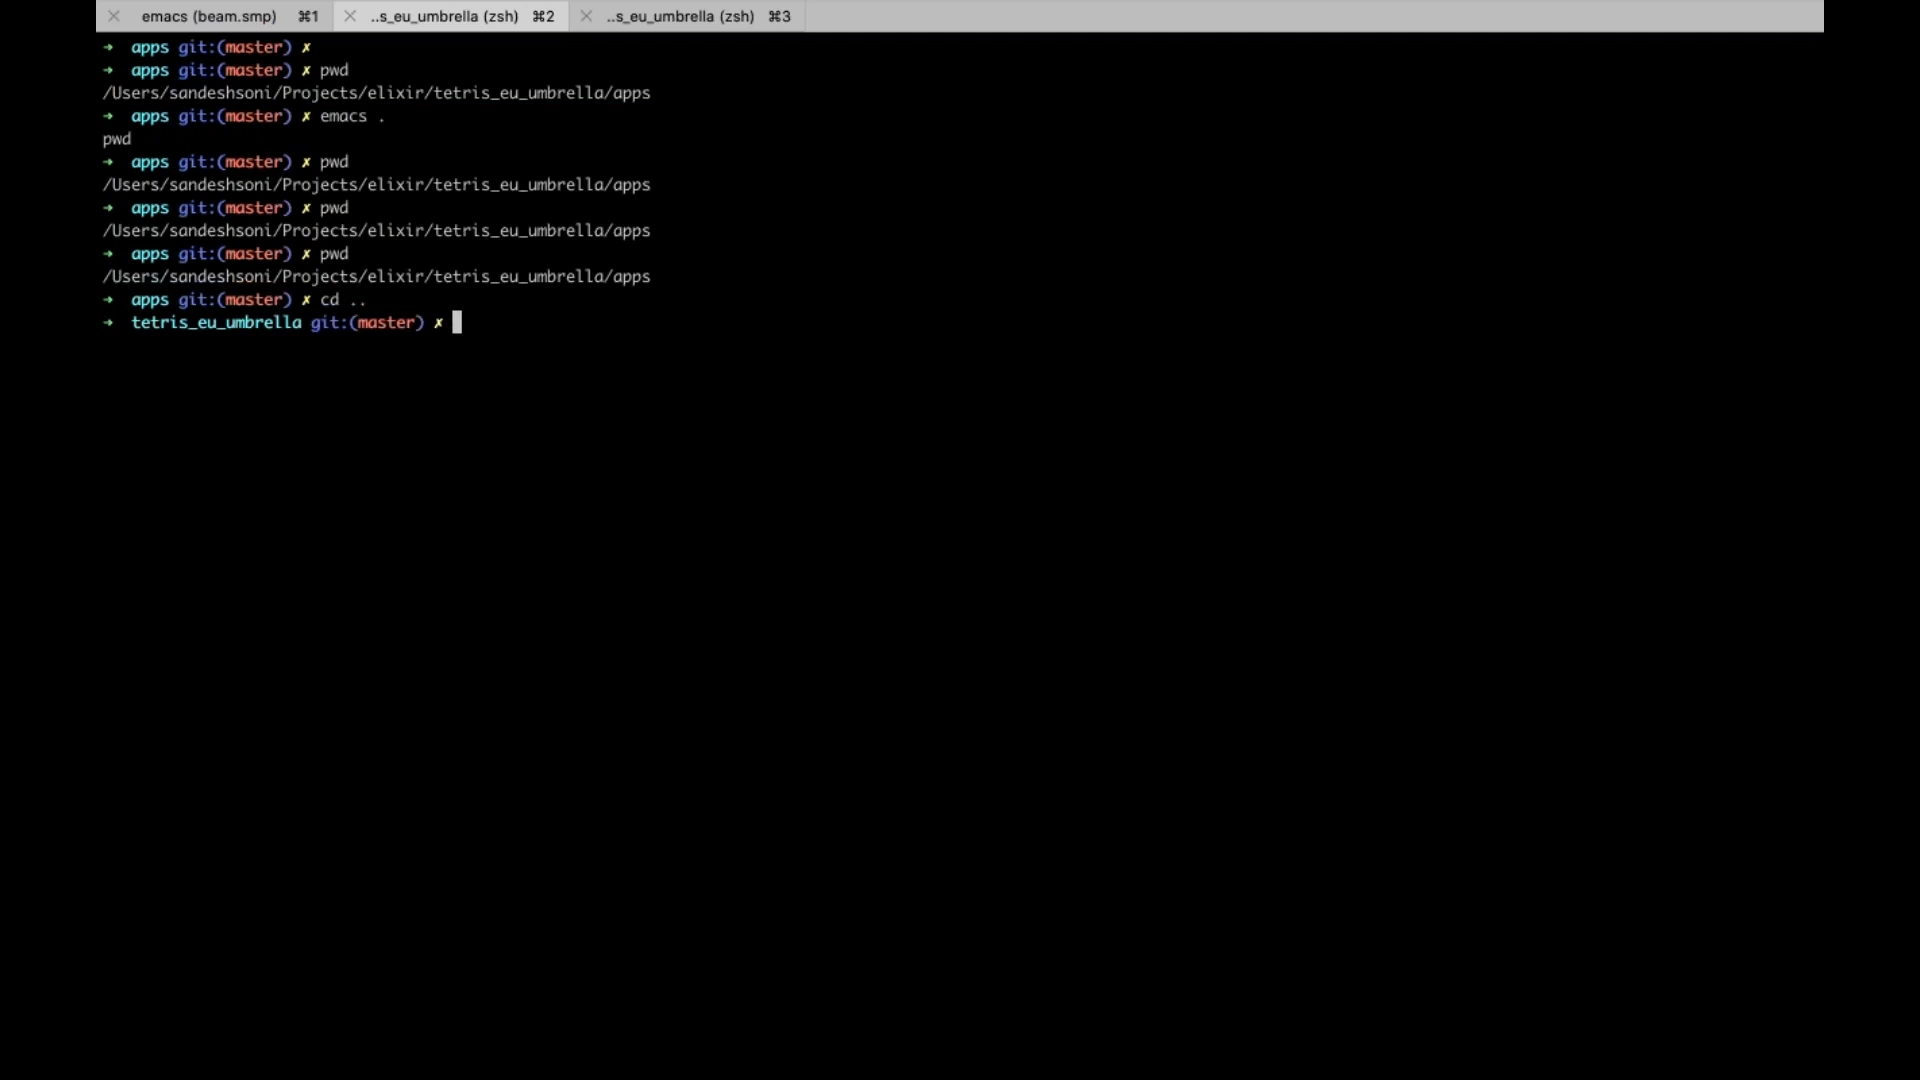 emacs (beam.smp) ⌘1 ..s_eu_umbrella (zsh) ⌘2 ..s_eu_umbrella (zsh) ⌘3
➜ apps git:(master) ✗
➜ apps git:(master) ✗ pwd
/Users/sandeshsoni/Projects/elixir/tetris_eu_umbrella/apps
➜ apps git:(master) ✗ emacs .
pwd
➜ apps git:(master) ✗ pwd
/Users/sandeshsoni/Projects/elixir/tetris_eu_umbrella/apps
➜ apps git:(master) ✗ pwd
/Users/sandeshsoni/Projects/elixir/tetris_eu_umbrella/apps
➜ apps git:(master) ✗ pwd
/Users/sandeshsoni/Projects/elixir/tetris_eu_umbrella/apps
➜ apps git:(master) ✗ cd ..
➜ tetris_eu_umbrella git:(master) ✗